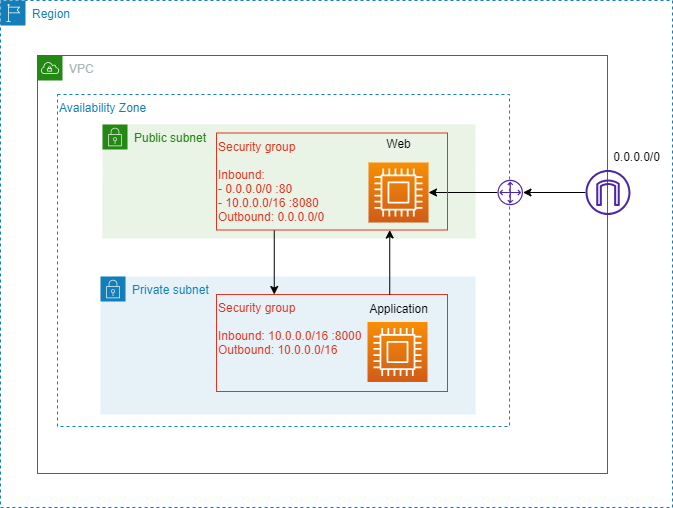 Region
VPC
Availability Zone
Public subnet
Security group
Web
Inbound:
- 0.0.0.0/0 :80
- 10.0.0.0/16 :8080
Outbound: 0.0.0.0/0
0.0.0.0/0
Private subnet
Security group
Application
Inbound: 10.0.0.0/16 :8000
Outbound: 10.0.0.0/16